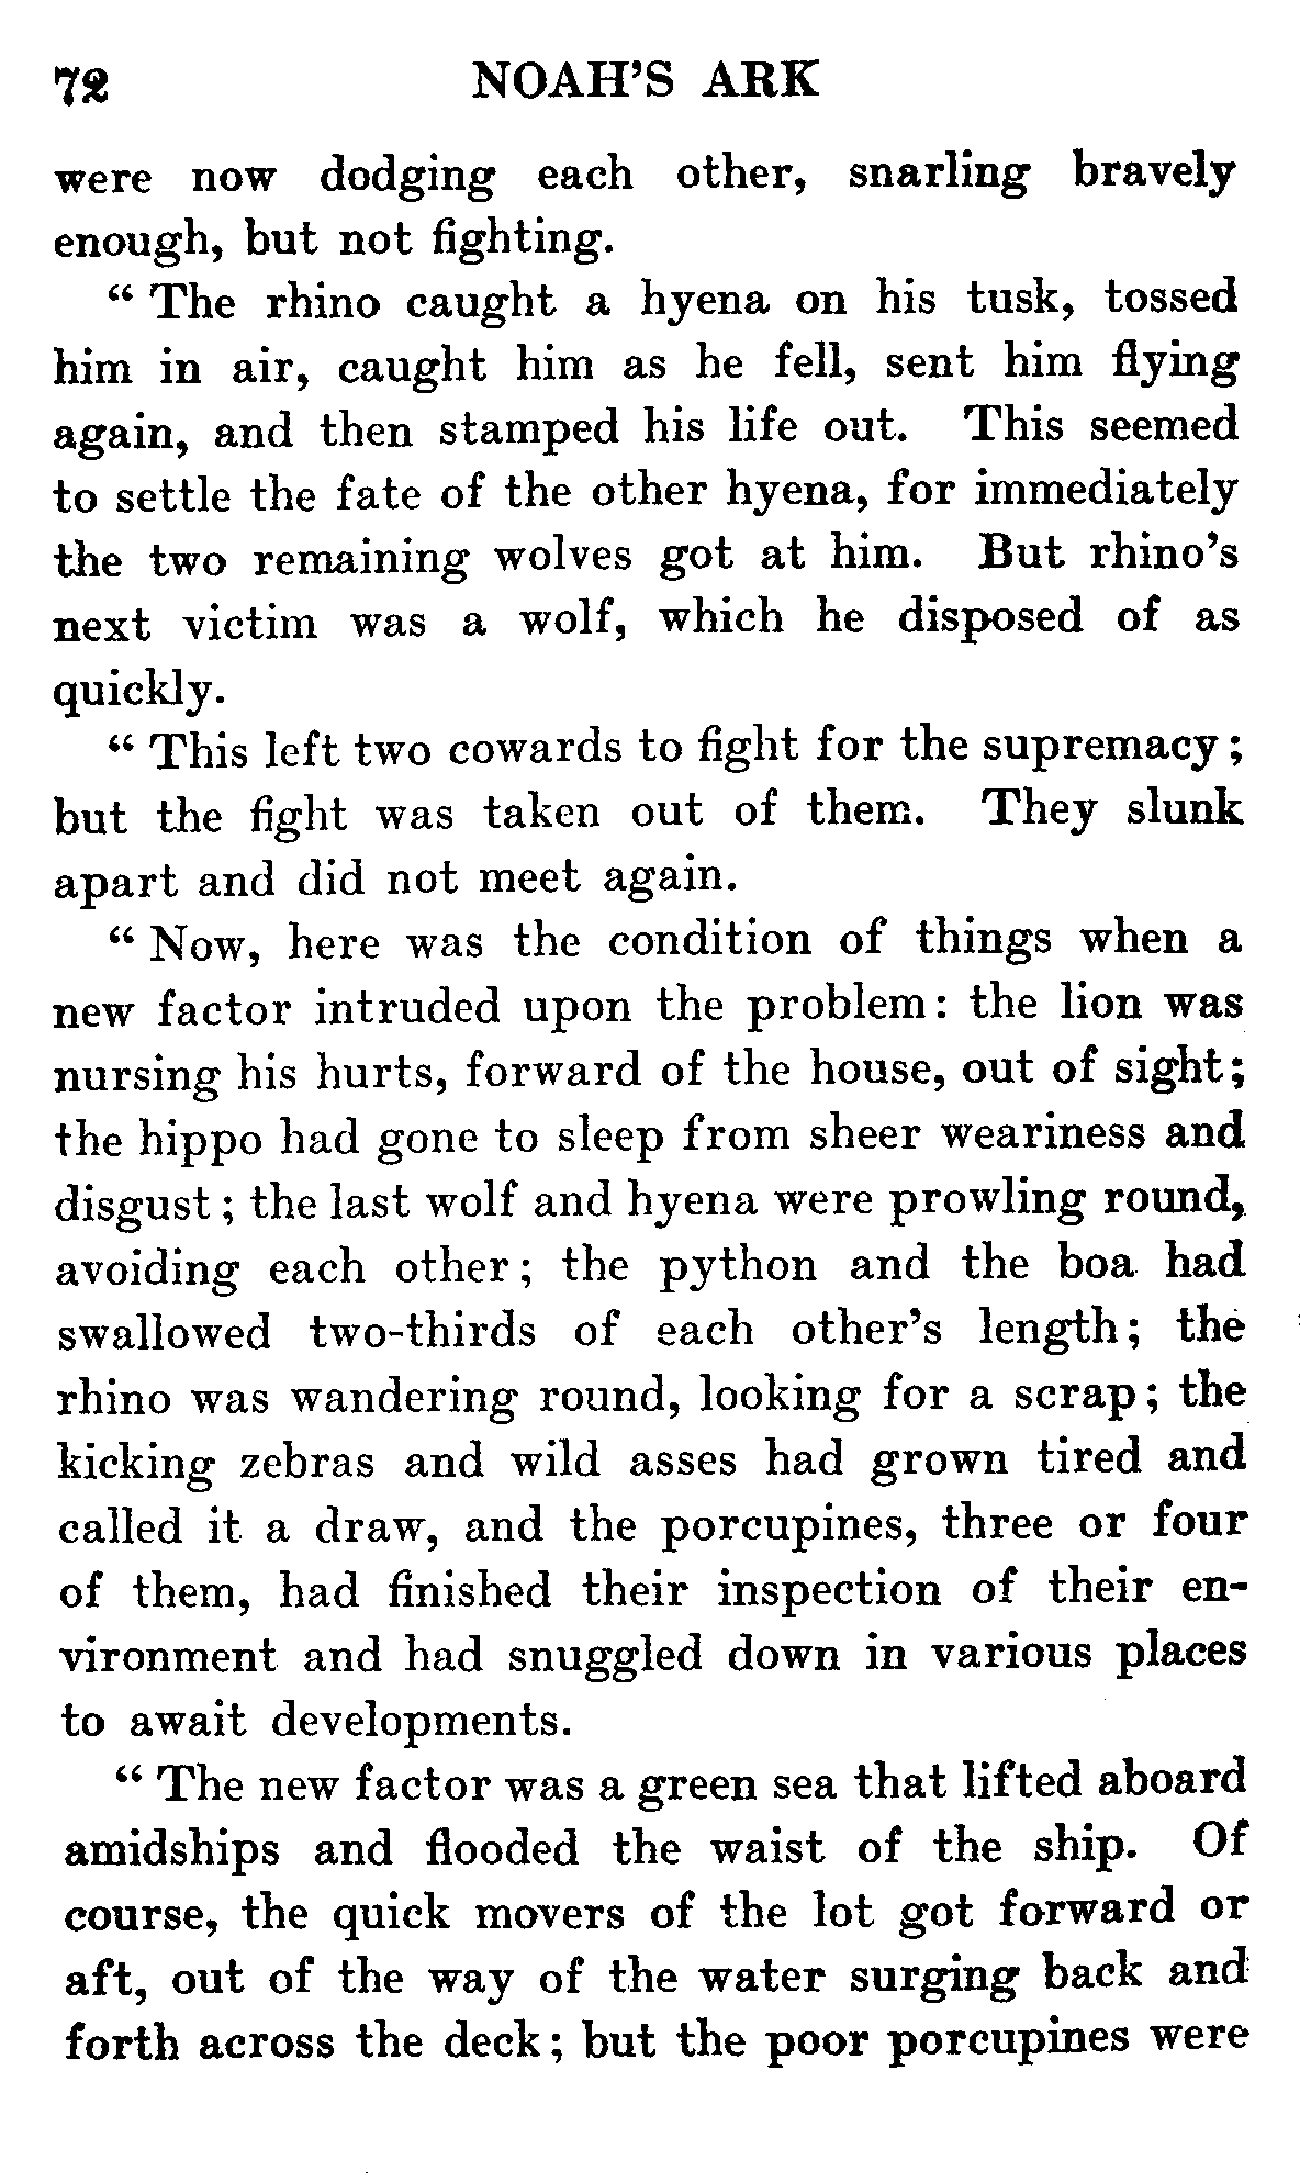 72 NOAH'S ARK
were now dodging each other, snarling bravely
enough, but not fighting.
“ The rhino caught a hyena on his tusk, tossed
him in air, caught him as he fell, sent him flying
again, and then stamped his life out. This seemed
to settle the fate of the other hyena, for immediately
the two remaining wolves got at him. But rhino's
next victim was a wolf, which he disposed of as
quickly.
“ This left two cowards to fight for the supremacy ;
but the fight was taken out of them. They slunk
apart and did not meet again.
“ Now, here was the condition of things when a
new factor intruded upon the problem : the lion was
nursing his hurts, forward of the house, out of sight ;
the hippo had gone to sleep from sheer weariness and
disgust ; the last wolf and hyena were prowling round,
avoiding each other ; the python and the boa had
swallowed two-thirds of each other's length ; the
rhino was wandering round, looking for a scrap ; the
kicking zebras and wild asses had grown tired and
called it a draw, and the porcupines, three or four
of them, had finished their inspection of their en-
vironment and had snuggled down in various places
to await developments.
“ The new factor was a green sea that lifted aboard
amidships and flooded the waist of the ship. Of
course, the quick movers of the lot got forward or
aft, out of the way of the water surging back and
forth across the deck ; but the poor porcupines were